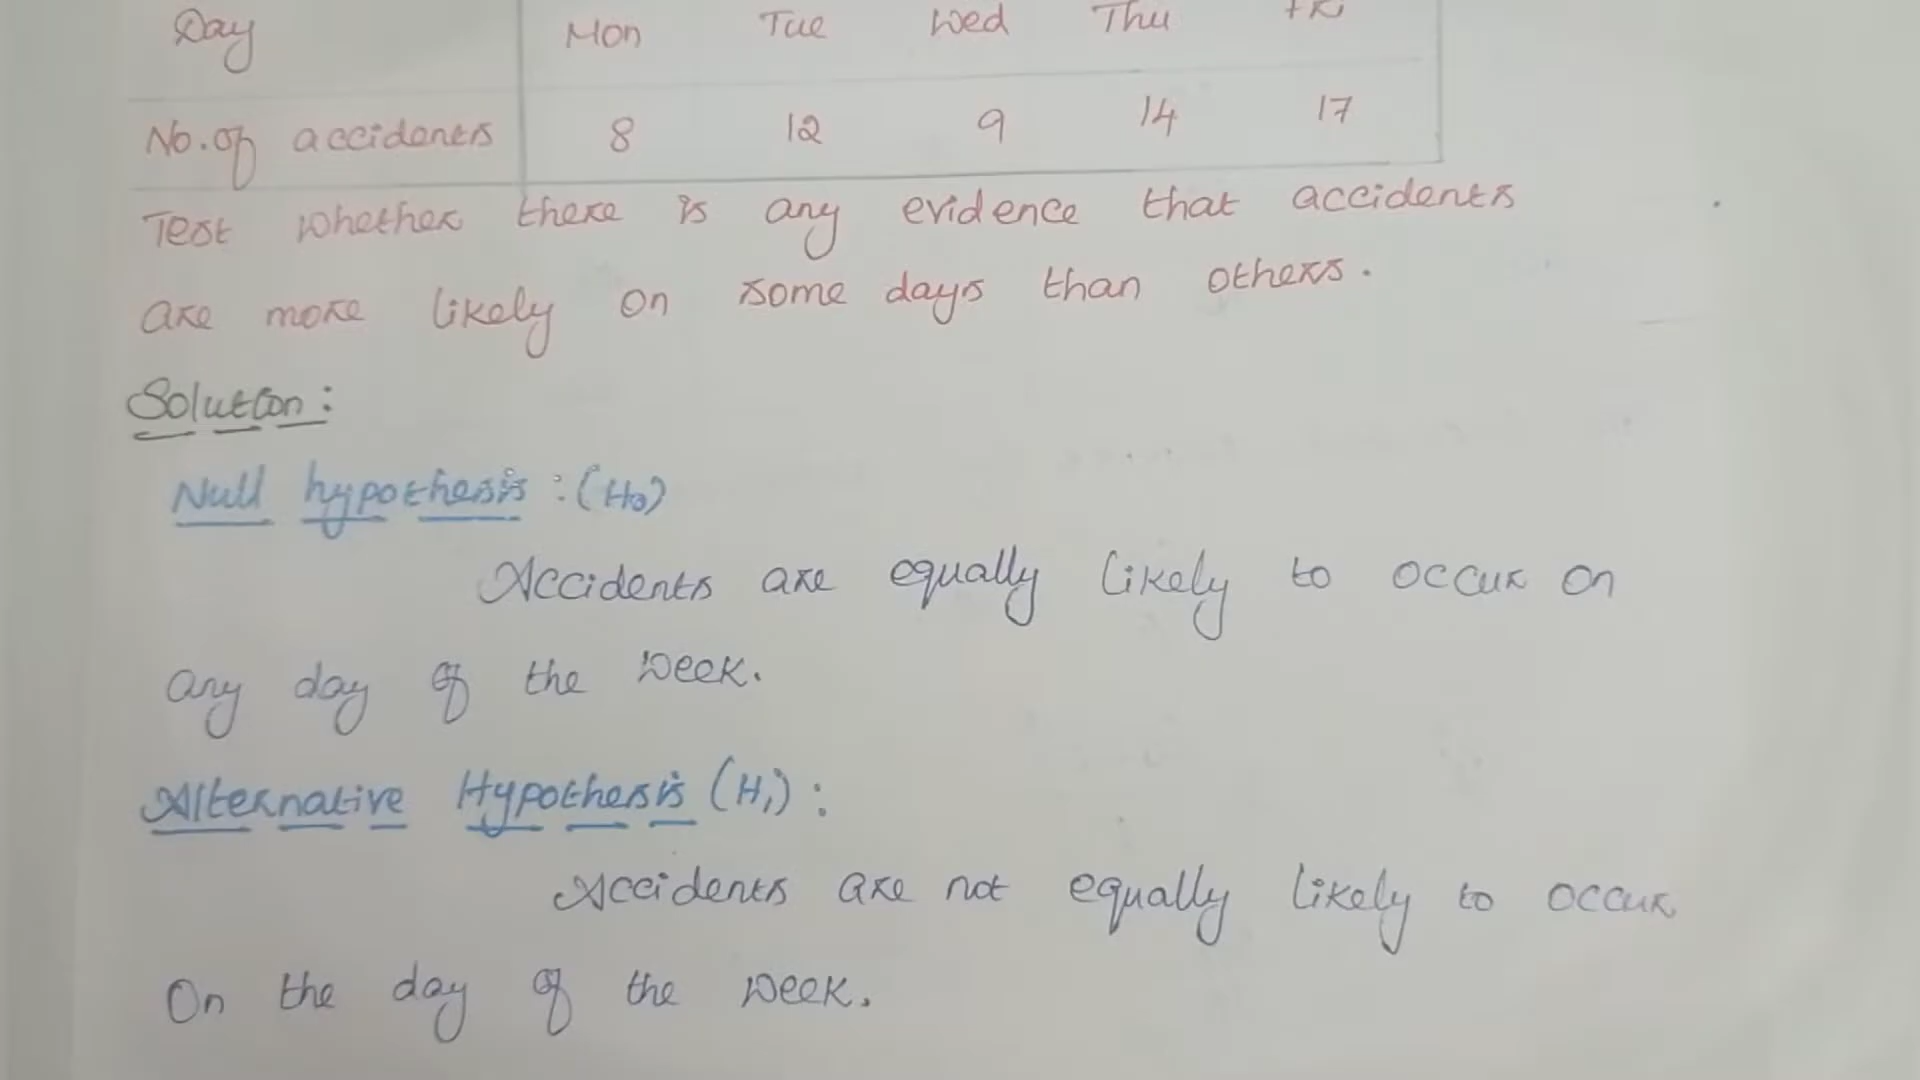 Day Mon Tue Wed Thu Fri
No. of accidents 8 12 9 14 17
Test whether there is any evidence that accidents
are more likely on some days than others.
Solution:
Null hypothesis: (H0)
Accidents are equally likely to occur on
any day of the week.
Alternative Hypothesis (H1):
Accidents are not equally likely to occur
On the day of the week.